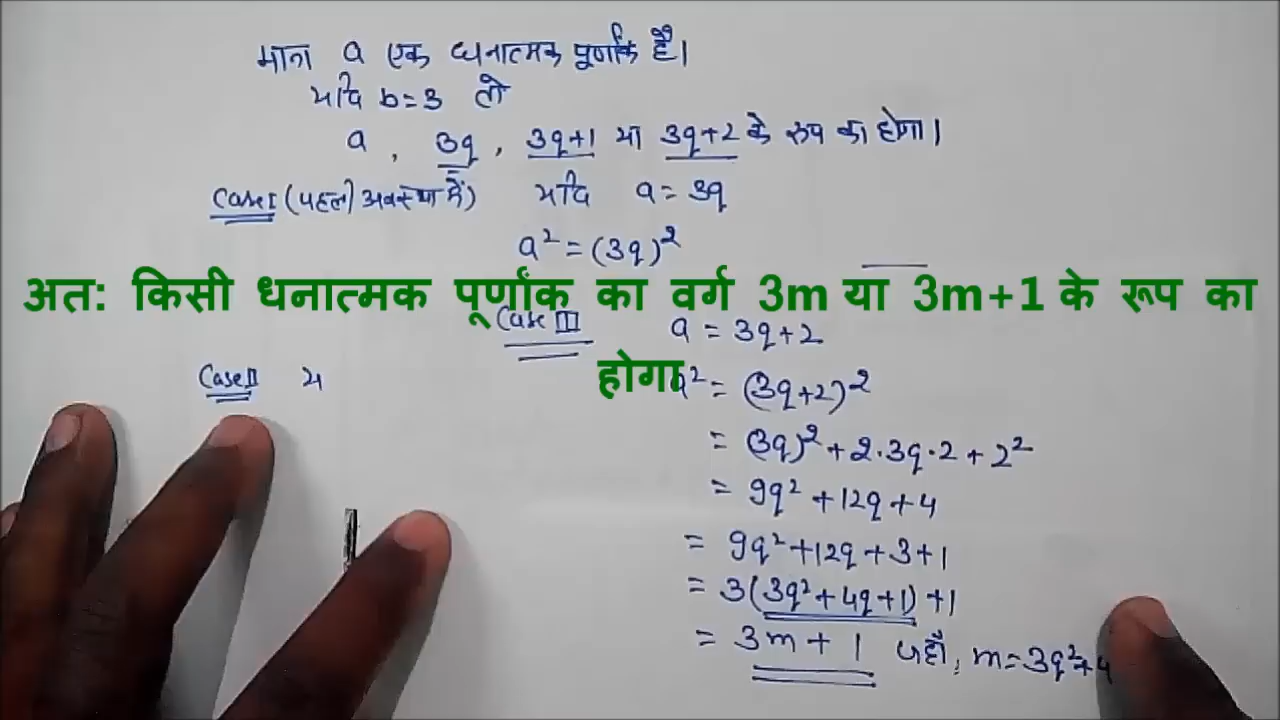 माना a एक धनात्मक पूर्णांक है।
यदि b=3 तो
a , 3q , 3q+1 या 3q+2 के रूप का होगा।
Case I (पहली अवस्था में) यदि a = 3q
a² = (3q)²
अतः किसी धनात्मक पूर्णांक का वर्ग 3m या 3m+1 के रूप का
होगा
Case II य
Case III a = 3q+2
a² = (3q+2)²
= (3q)² + 2·3q·2 + 2²
= 9q² + 12q + 4
= 9q² + 12q + 3 + 1
= 3(3q² + 4q + 1) + 1
= 3m + 1 जहाँ, m = 3q² + 4